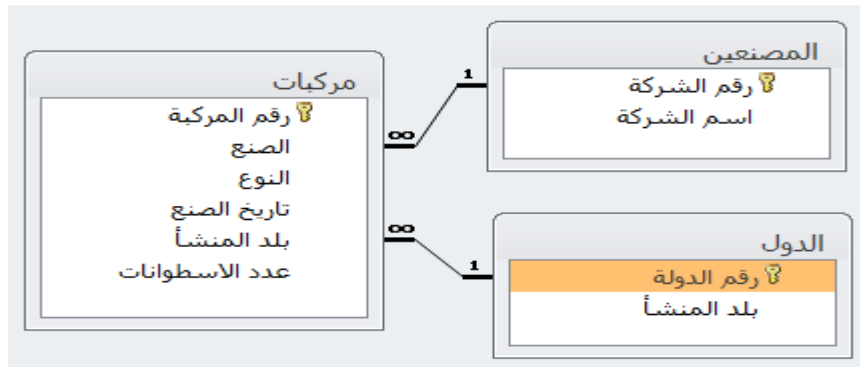 المصنعين
رقم الشركة
اسم الشركة
مركبات
رقم المركبة
الصنع
النوع
تاريخ الصنع
بلد المنشأ
عدد الاسطوانات
الدول
رقم الدولة
بلد المنشأ
1
∞
∞
1